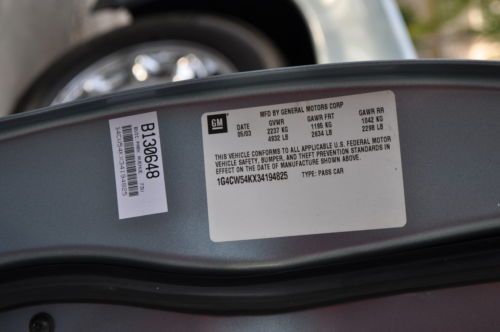 GM
MFD BY GENERAL MOTORS CORP
DATE GVWR GAWR FRT GAWR RR
05/03 2237 KG 1195 KG 1042 KG
4932 LB 2634 LB 2298 LB
THIS VEHICLE CONFORMS TO ALL APPLICABLE U.S. FEDERAL MOTOR
VEHICLE SAFETY, BUMPER, AND THEFT PREVENTION STANDARDS IN
EFFECT ON THE DATE OF MANUFACTURE SHOWN ABOVE.
1G4CW54KX34194825 TYPE: PASS CAR
B130648
34CW54KX34194825